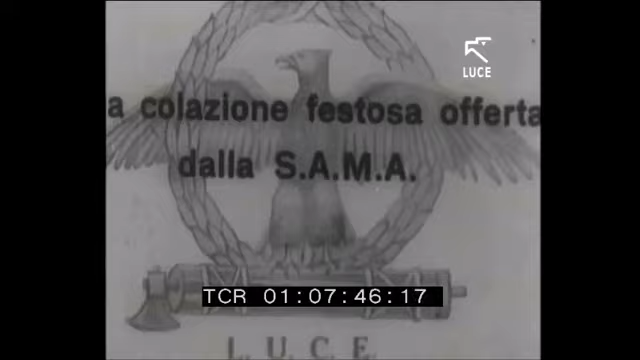 LUCE
a colazione festosa offerta
dalla S.A.M.A.
TCR 01:07:46:17
L. U. C. E.